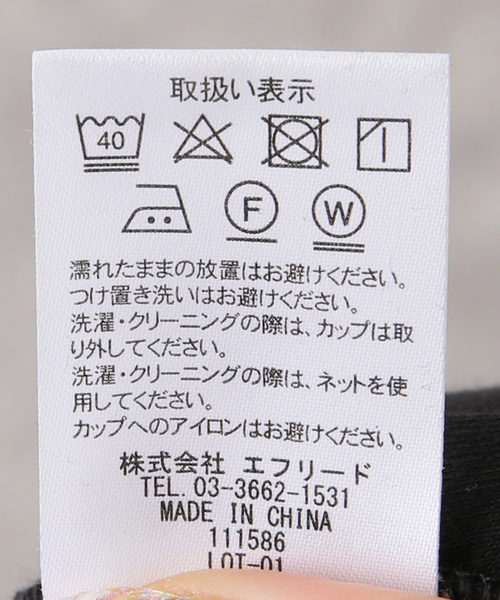 取扱い表示
40
F W
濡れたままの放置はお避けください。
つけ置き洗いはお避けください。
洗濯・クリーニングの際は、カップは取
り外してください。
洗濯・クリーニングの際は、ネットを使
用してください。
カップへのアイロンはお避けください。
株式会社 エフリード
TEL. 03-3662-1531
MADE IN CHINA
111586
LOT-01